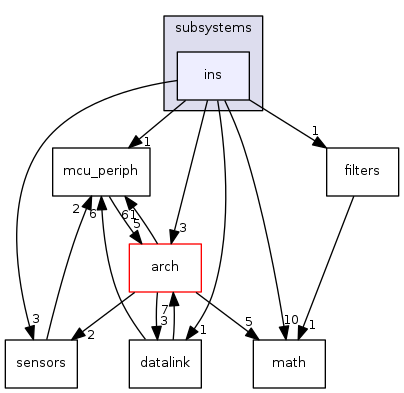 subsystems
ins
1
1
mcu_periph
filters
2
6
61
5
3
arch
7
3
3
10
1
5
1
2
sensors
datalink
math